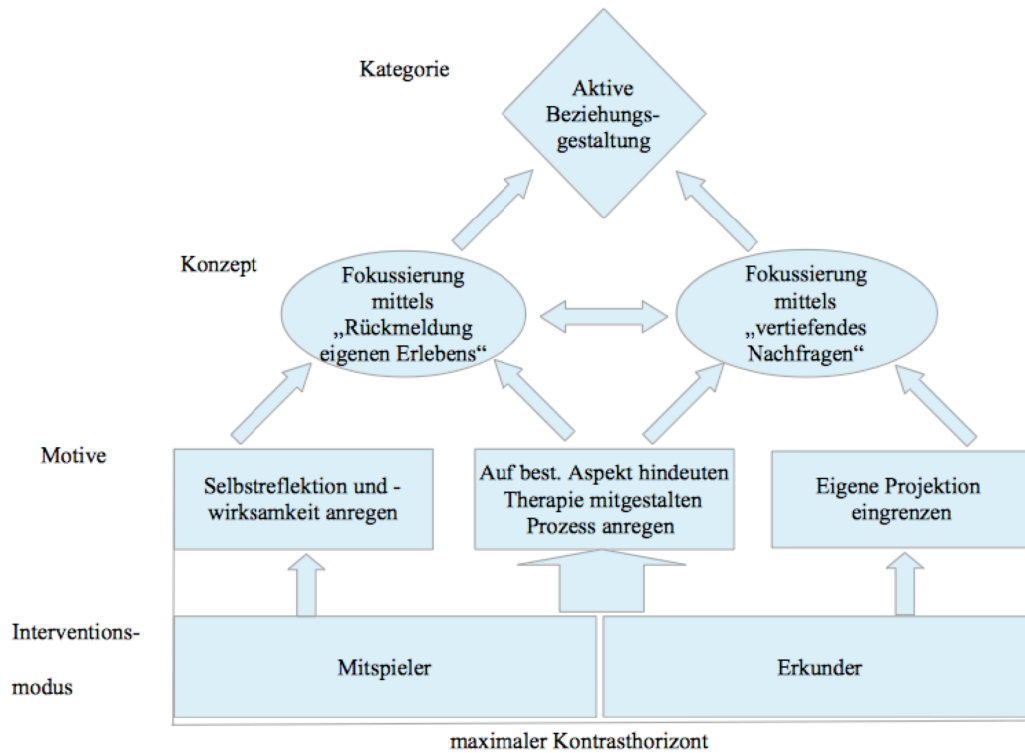 Kategorie
Aktive
Beziehungs-
gestaltung
Konzept
Fokussierung
mittels
„Rückmeldung
eigenen Erlebens“
Fokussierung
mittels
„vertiefendes
Nachfragen“
Motive
Selbstreflektion und -
wirksamkeit anregen
Auf best. Aspekt hindeuten
Therapie mitgestalten
Prozess anregen
Eigene Projektion
eingrenzen
Interventions-
modus
Mitspieler
Erkunder
maximaler Kontrasthorizont